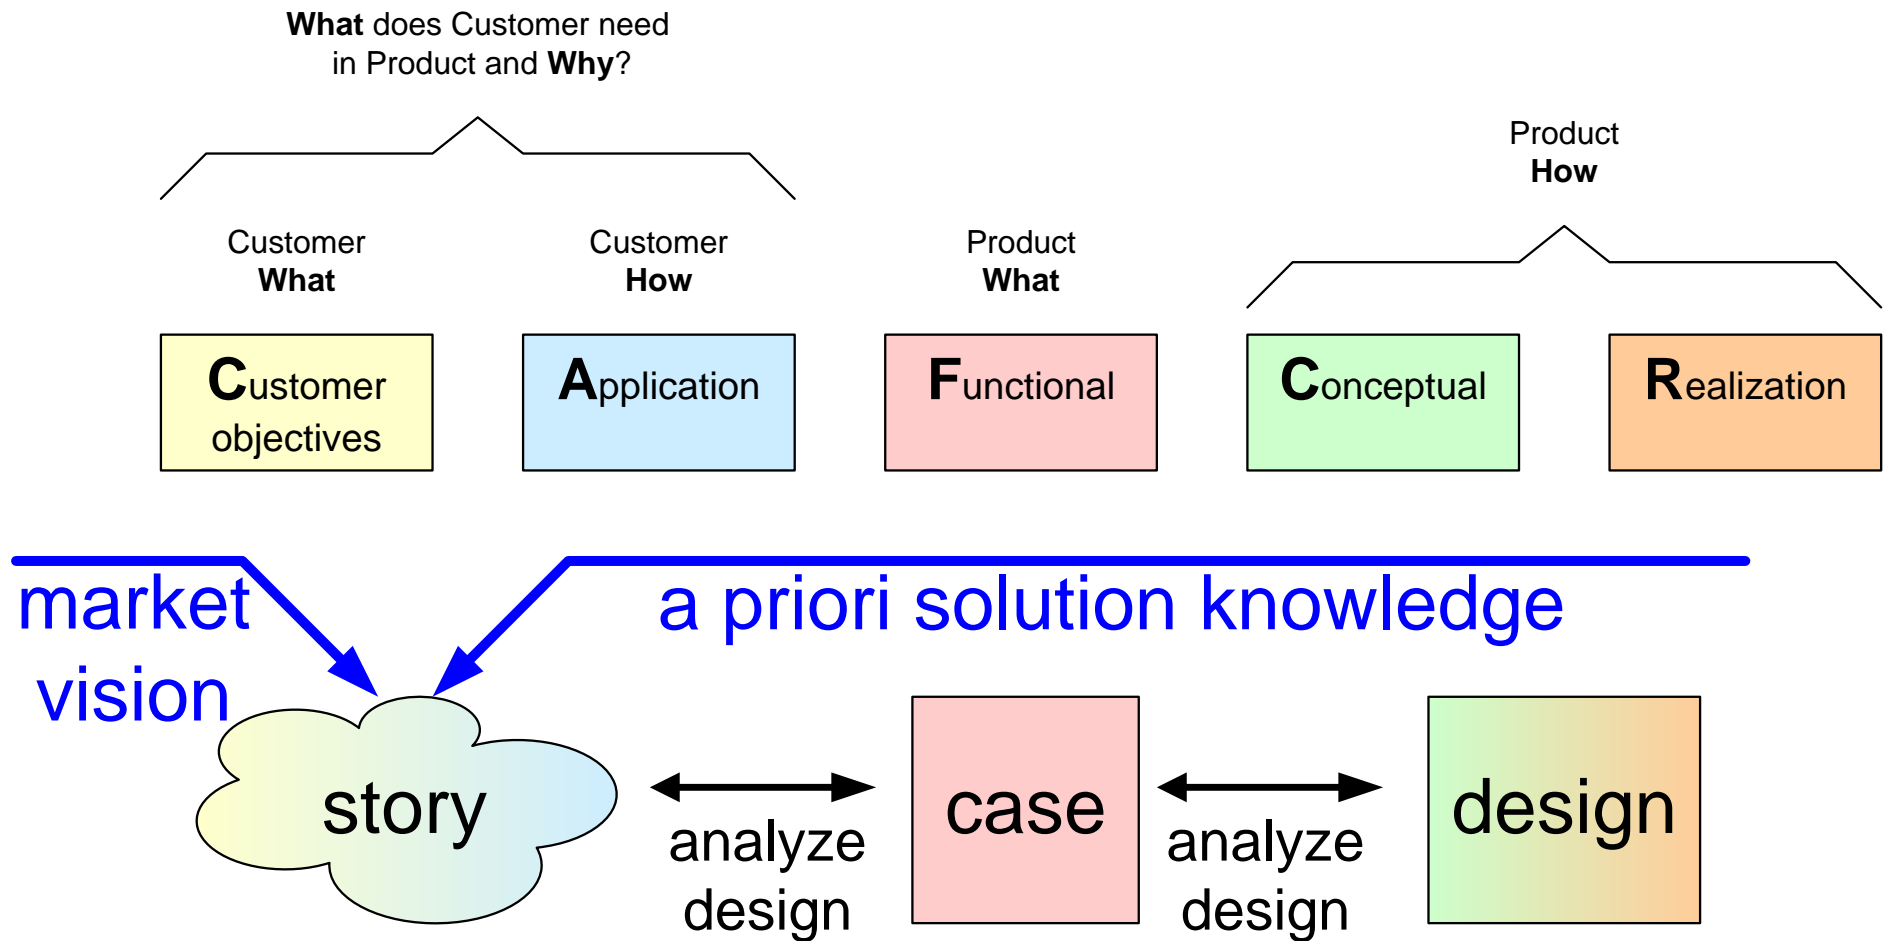 What does Customer need
in Product and Why?
Product
How
Customer
What
Customer
How
Product
What
Customer
objectives
Application
Functional
Conceptual
Realization
market
vision
a priori solution knowledge
story
analyze
design
case
analyze
design
design